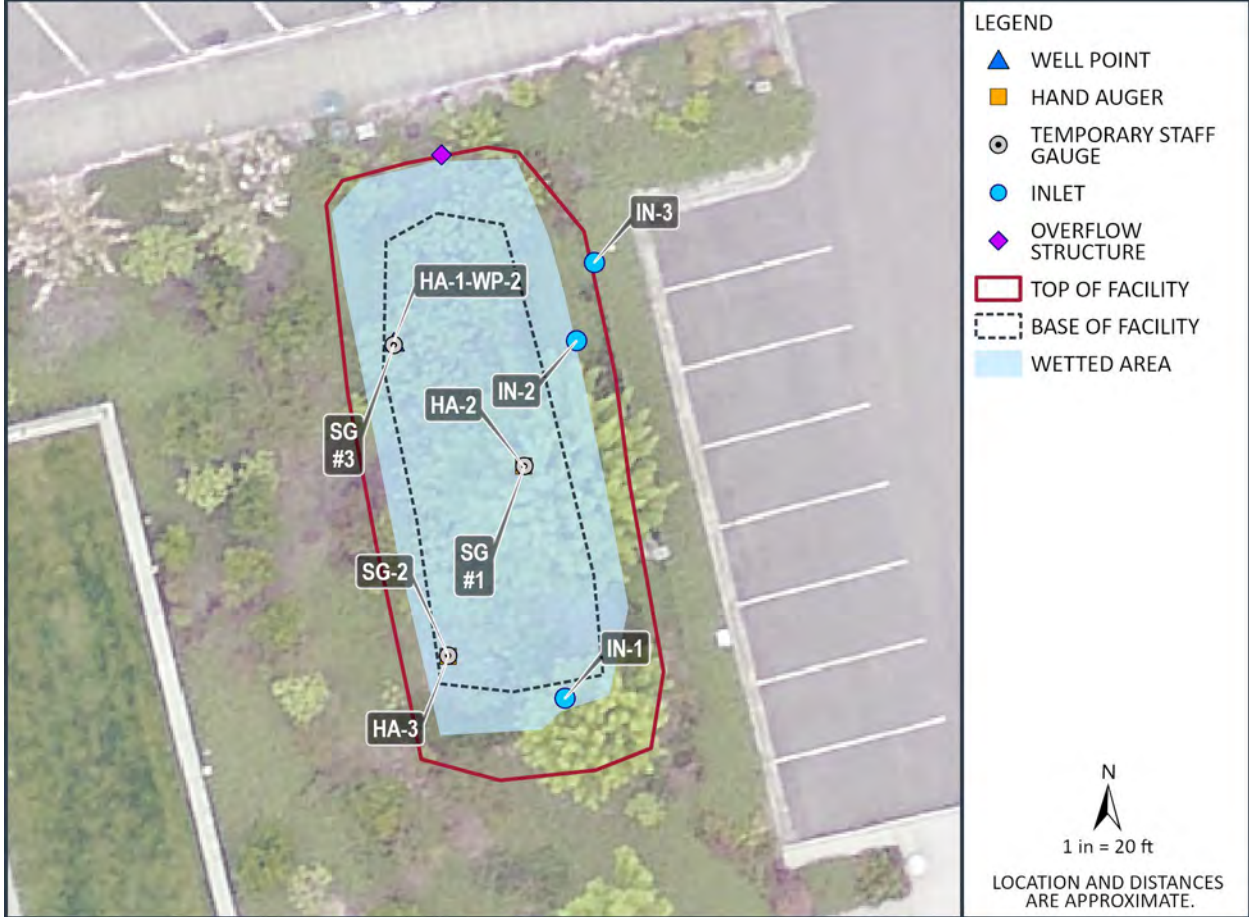 IN-3
HA-1-WP-2
IN-2
HA-2
SG
#3
SG
#1
SG-2
IN-1
HA-3
LEGEND
WELL POINT
HAND AUGER
TEMPORARY STAFF
GAUGE
INLET
OVERFLOW
STRUCTURE
TOP OF FACILITY
BASE OF FACILITY
WETTED AREA
N
1 in = 20 ft
LOCATION AND DISTANCES
ARE APPROXIMATE.